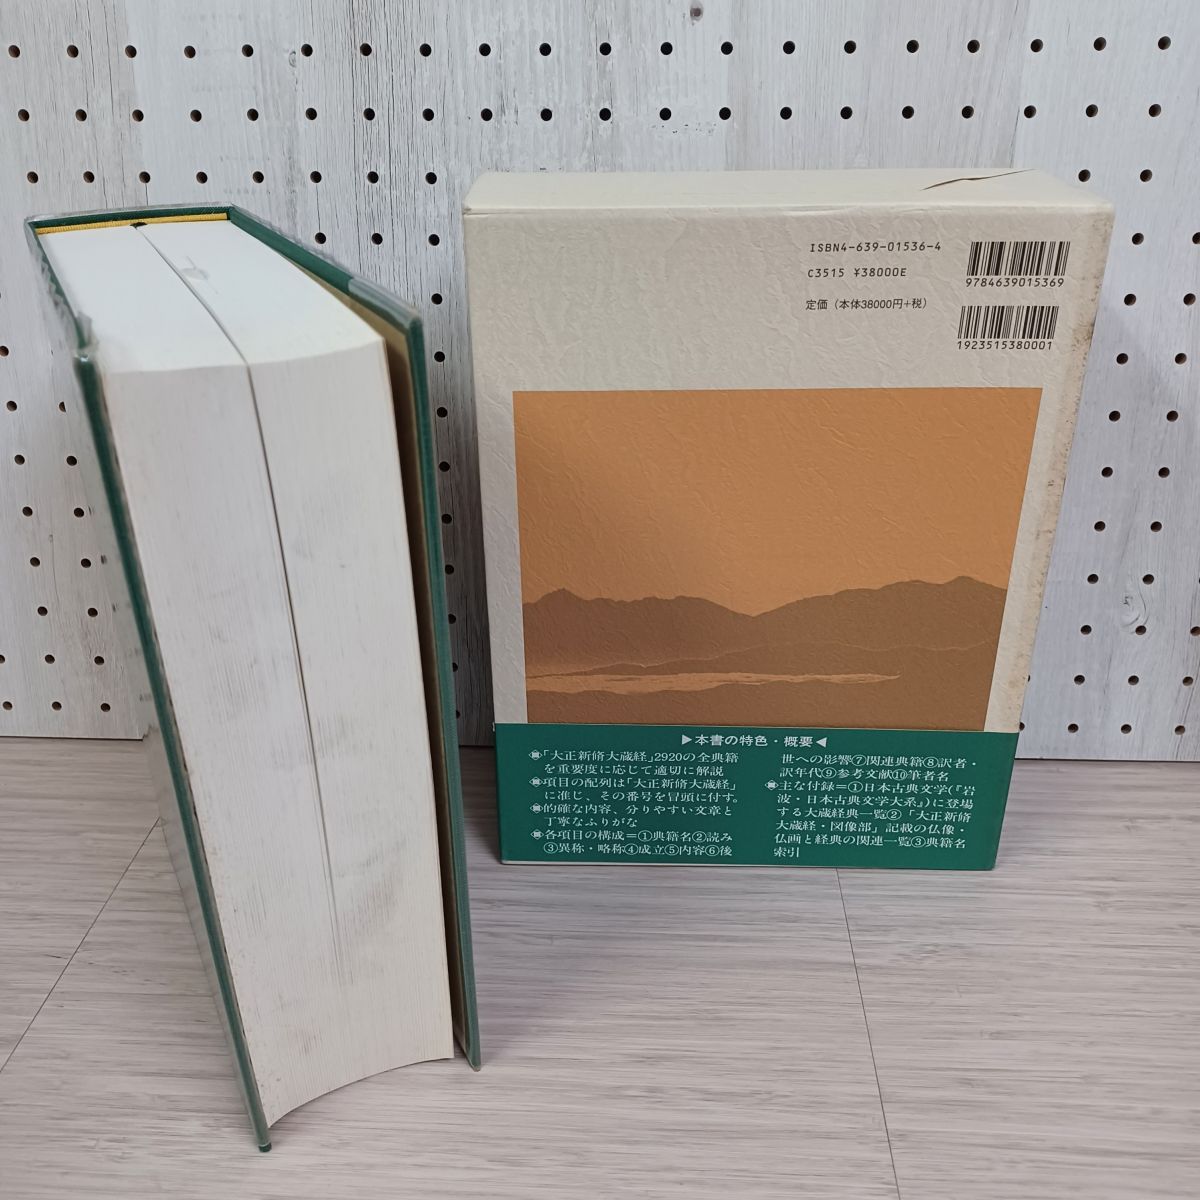 ISBN4-639-01536-4
C3515 ¥38000E
定価（本体38000円+税）
9784639015369
1923515380001
▶本書の特色・概要◀
「大正新脩大蔵経」2920の全典籍
を重要度に応じて適切に解説
項目の配列は「大正新脩大蔵経」
に準じ、その番号を冒頭に付す。
的確な内容、分りやすい文章と
丁寧なふりがな
各項目の構成＝①典籍名②読み
③異称・略称④成立⑤内容⑥後
世への影響⑦関連典籍⑧訳者・
訳年代⑨参考文献⑩筆者名
主な付録＝①日本古典文学(『岩
波・日本古典文学大系』)に登場
する大蔵経典一覧②「大正新脩
大蔵経・図像部」記載の仏像・
仏画と経典の関連一覧③典籍名
索引